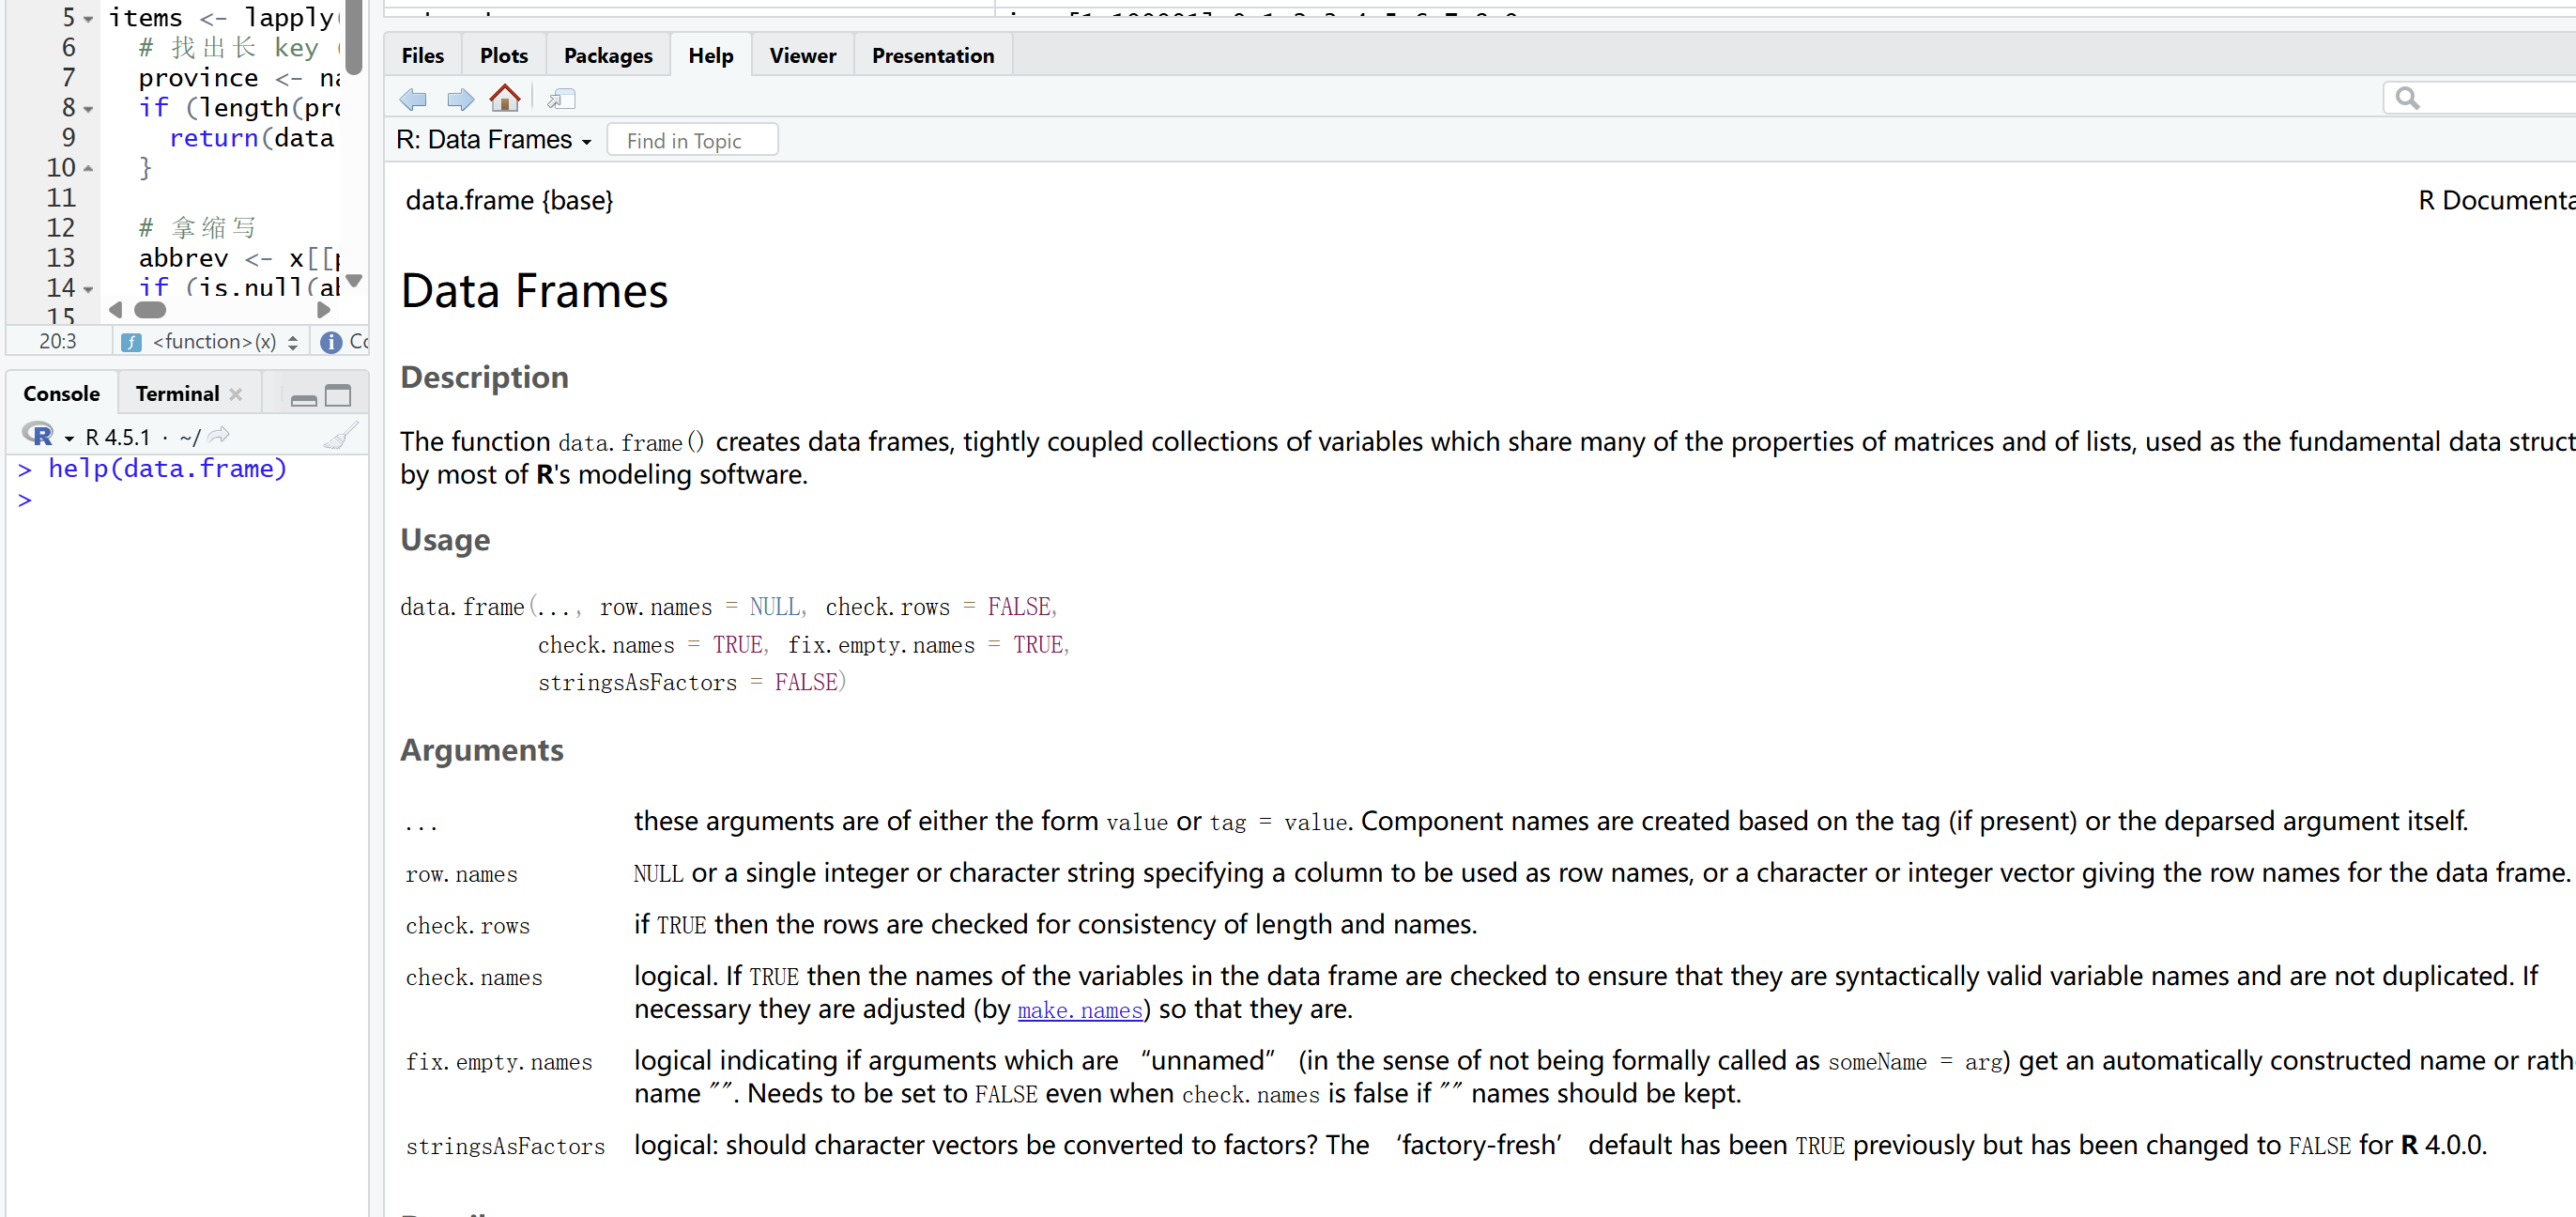 5 items <- lapply(
6 # 找出长 key
7 province <- na
8 if (length(pro
9 return(data
10 }
11
12 # 拿缩写
13 abbrev <- x[[p
14 if (is.null(ab
15
20:3 <function>(x)
Console Terminal
R 4.5.1 · ~/
> help(data.frame)
>
Files Plots Packages Help Viewer Presentation
R: Data Frames Find in Topic
data.frame {base} R Documenta
Data Frames
Description
The function data.frame() creates data frames, tightly coupled collections of variables which share many of the properties of matrices and of lists, used as the fundamental data struct
by most of R's modeling software.
Usage
data.frame(..., row.names = NULL, check.rows = FALSE,
check.names = TRUE, fix.empty.names = TRUE,
stringsAsFactors = FALSE)
Arguments
... these arguments are of either the form value or tag = value. Component names are created based on the tag (if present) or the deparsed argument itself.
row.names NULL or a single integer or character string specifying a column to be used as row names, or a character or integer vector giving the row names for the data frame.
check.rows if TRUE then the rows are checked for consistency of length and names.
check.names logical. If TRUE then the names of the variables in the data frame are checked to ensure that they are syntactically valid variable names and are not duplicated. If
necessary they are adjusted (by make.names) so that they are.
fix.empty.names logical indicating if arguments which are “unnamed” (in the sense of not being formally called as someName = arg) get an automatically constructed name or rath
name "". Needs to be set to FALSE even when check.names is false if "" names should be kept.
stringsAsFactors logical: should character vectors be converted to factors? The ‘factory-fresh’ default has been TRUE previously but has been changed to FALSE for R 4.0.0.